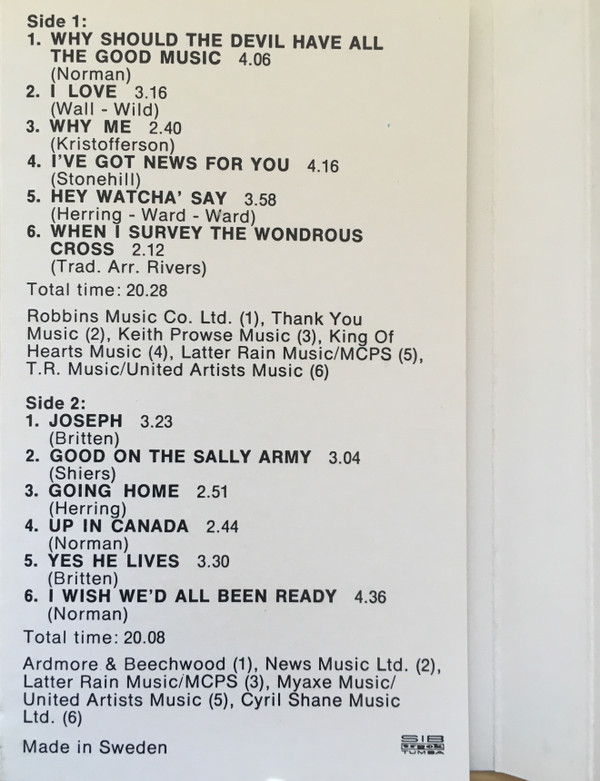 Side 1:
1. WHY SHOULD THE DEVIL HAVE ALL
THE GOOD MUSIC 4.06
(Norman)
2. I LOVE 3.16
(Wall - Wild)
3. WHY ME 2.40
(Kristofferson)
4. I'VE GOT NEWS FOR YOU 4.16
(Stonehill)
5. HEY WATCHA' SAY 3.58
(Herring - Ward - Ward)
6. WHEN I SURVEY THE WONDROUS
CROSS 2.12
(Trad. Arr. Rivers)
Total time: 20.28
Robbins Music Co. Ltd. (1), Thank You
Music (2), Keith Prowse Music (3), King Of
Hearts Music (4), Latter Rain Music/MCPS (5),
T.R. Music/United Artists Music (6)
Side 2:
1. JOSEPH 3.23
(Britten)
2. GOOD ON THE SALLY ARMY 3.04
(Shiers)
3. GOING HOME 2.51
(Herring)
4. UP IN CANADA 2.44
(Norman)
5. YES HE LIVES 3.30
(Britten)
6. I WISH WE'D ALL BEEN READY 4.36
(Norman)
Total time: 20.08
Ardmore & Beechwood (1), News Music Ltd. (2),
Latter Rain Music/MCPS (3), Myaxe Music/
United Artists Music (5), Cyril Shane Music
Ltd. (6)
Made in Sweden
SIB
TUMBA